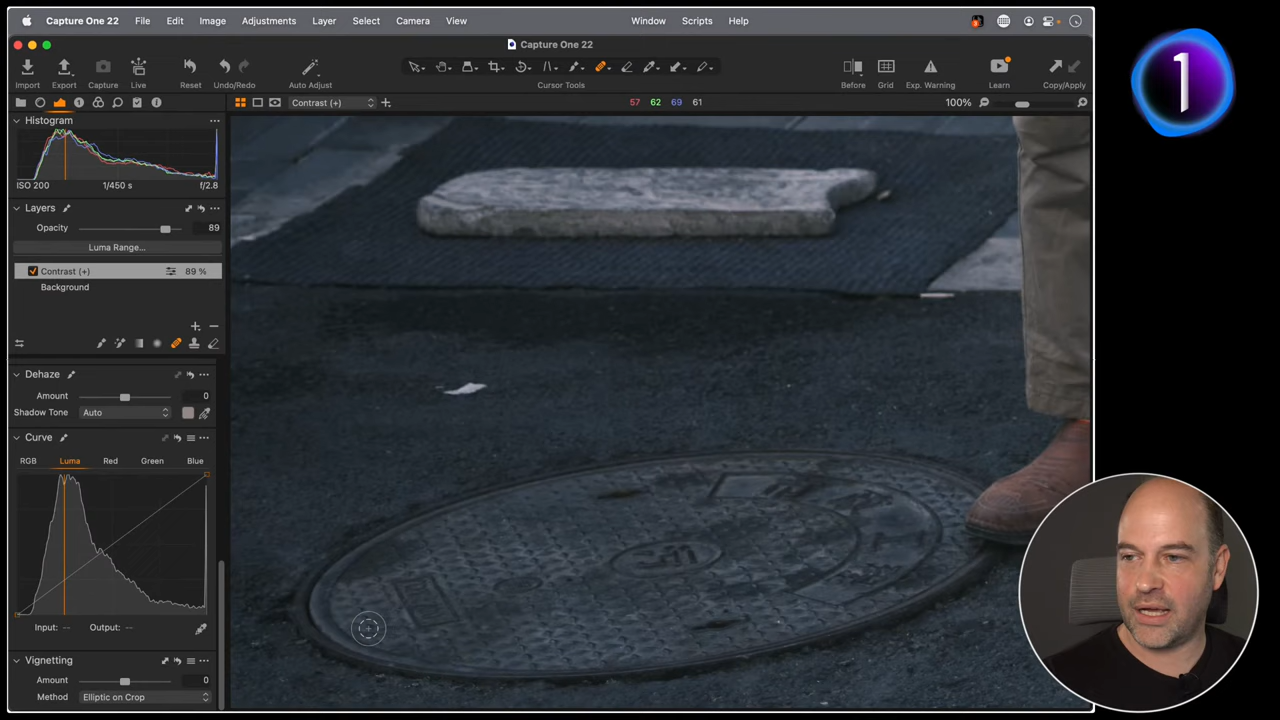 Capture One 22 File Edit Image Adjustments Layer Select Camera View Window Scripts Help
Capture One 22
Import Export Capture Live Reset Undo/Redo Auto Adjust Cursor Tools Before Grid Exp. Warning Learn Copy/Apply
Contrast (+) 57 62 69 61 100%
Histogram
ISO 200 1/450 s f/2.8
Layers
Opacity 89
Luma Range...
Contrast (+) 89 %
Background
Dehaze
Amount 0
Shadow Tone Auto
Curve
RGB Luma Red Green Blue
Input: -- Output: --
Vignetting
Amount 0
Method Elliptic on Crop
1